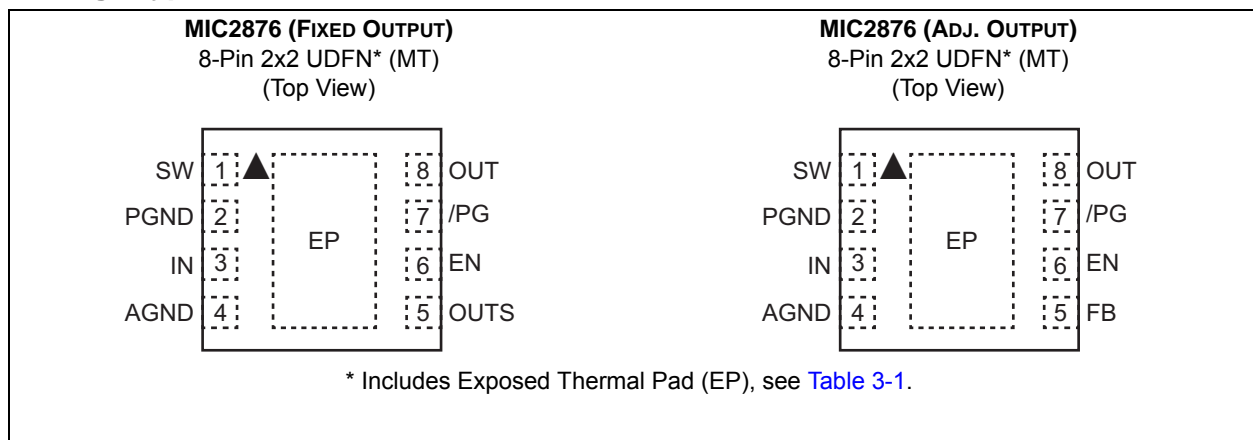 MIC2876 (FIXED OUTPUT)
8-Pin 2x2 UDFN* (MT)
(Top View)
SW 1 8 OUT
PGND 2 7 /PG
EP
IN 3 6 EN
AGND 4 5 OUTS
MIC2876 (ADJ. OUTPUT)
8-Pin 2x2 UDFN* (MT)
(Top View)
SW 1 8 OUT
PGND 2 7 /PG
EP
IN 3 6 EN
AGND 4 5 FB
* Includes Exposed Thermal Pad (EP), see Table 3-1.